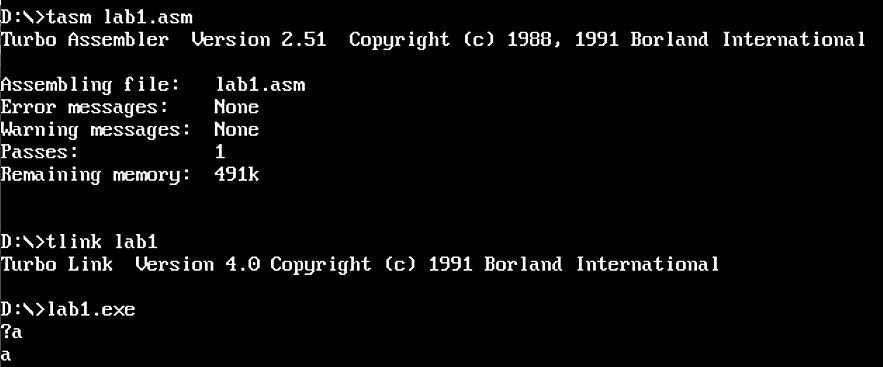 D:\>tasm lab1.asm
Turbo Assembler  Version 2.51  Copyright (c) 1988, 1991 Borland International
Assembling file:   lab1.asm
Error messages:    None
Warning messages:  None
Passes:            1
Remaining memory:  491k
D:\>tlink lab1
Turbo Link  Version 4.0 Copyright (c) 1991 Borland International
D:\>lab1.exe
?a
a